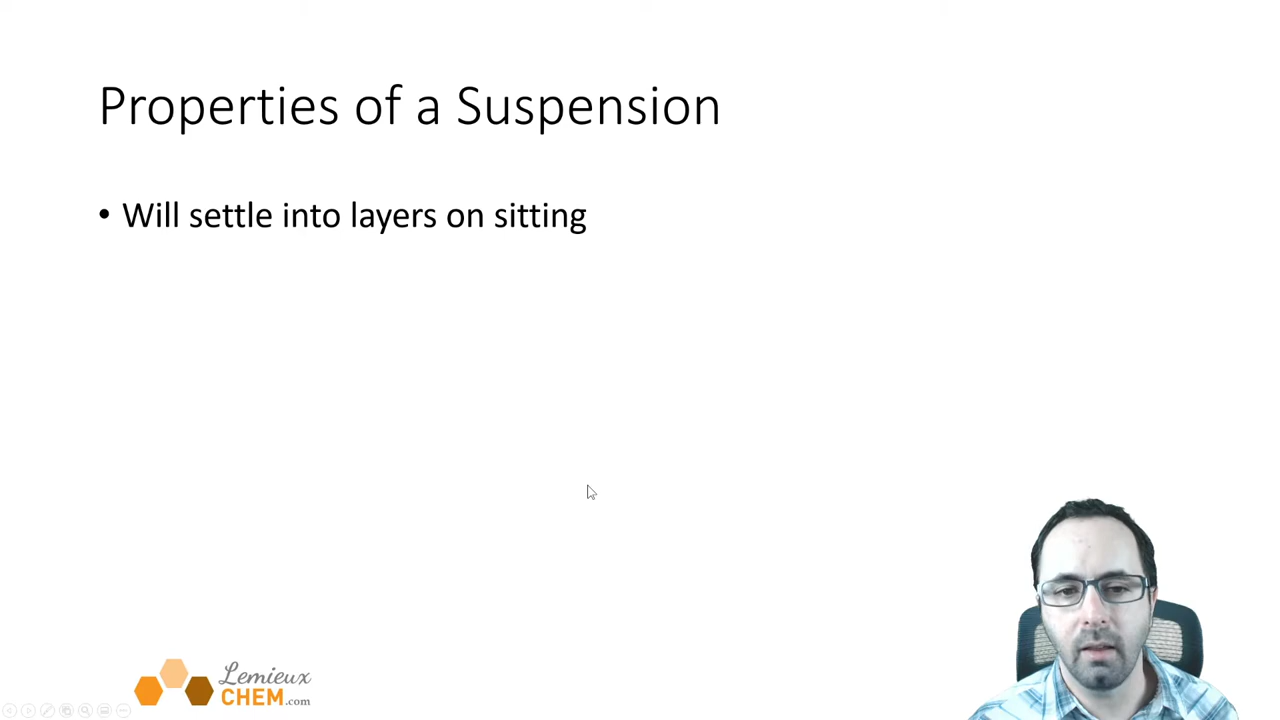 Properties of a Suspension
• Will settle into layers on sitting
Lemieux
CHEM.com